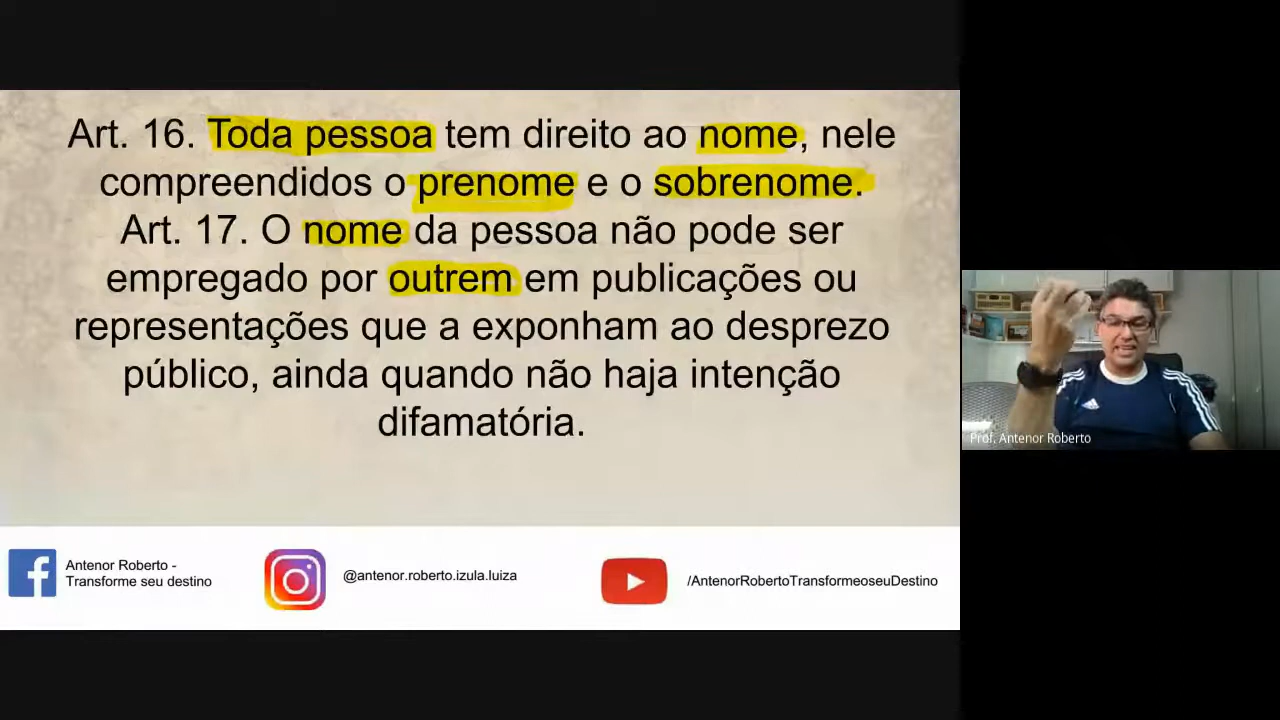 Art. 16. Toda pessoa tem direito ao nome, nele
compreendidos o prenome e o sobrenome.
Art. 17. O nome da pessoa não pode ser
empregado por outrem em publicações ou
representações que a exponham ao desprezo
público, ainda quando não haja intenção
difamatória.
Prof. Antenor Roberto
Antenor Roberto -
Transforme seu destino
@antenor.roberto.izula.luiza
/AntenorRobertoTransformeoseuDestino